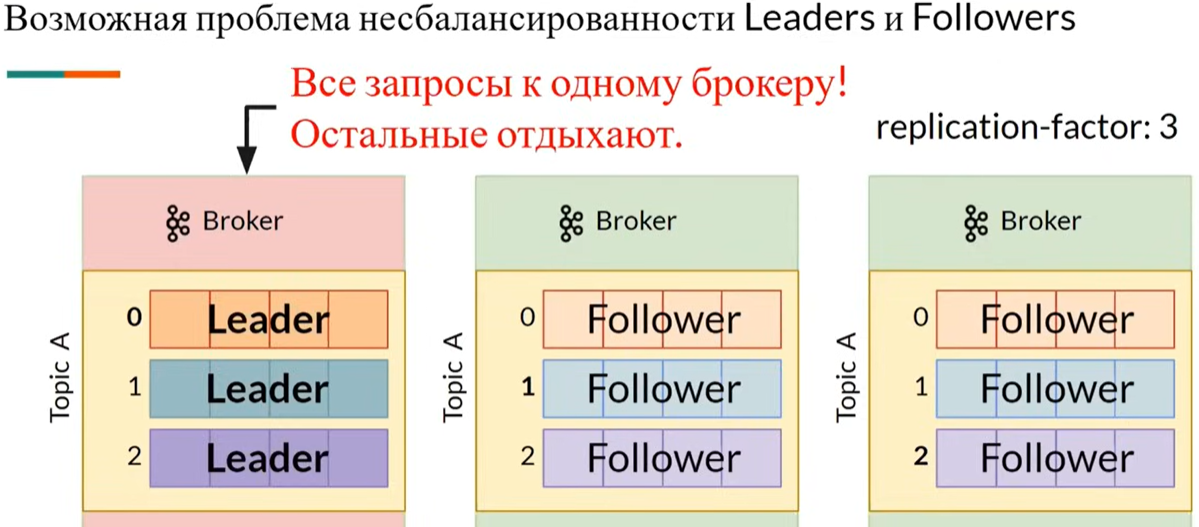 Возможная проблема несбалансированности Leaders и Followers
Все запросы к одному брокеру!
Остальные отдыхают.
replication-factor: 3
Broker
Topic A
0 Leader
1 Leader
2 Leader
Broker
Topic A
0 Follower
1 Follower
2 Follower
Broker
Topic A
0 Follower
1 Follower
2 Follower